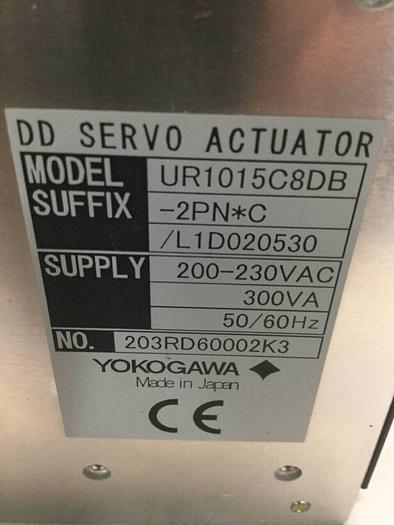 DD SERVO ACTUATOR
MODEL UR1015C8DB
SUFFIX -2PN*C
/L1D020530
SUPPLY 200-230VAC
300VA
50/60Hz
NO. 203RD60002K3
YOKOGAWA
Made in Japan
CE